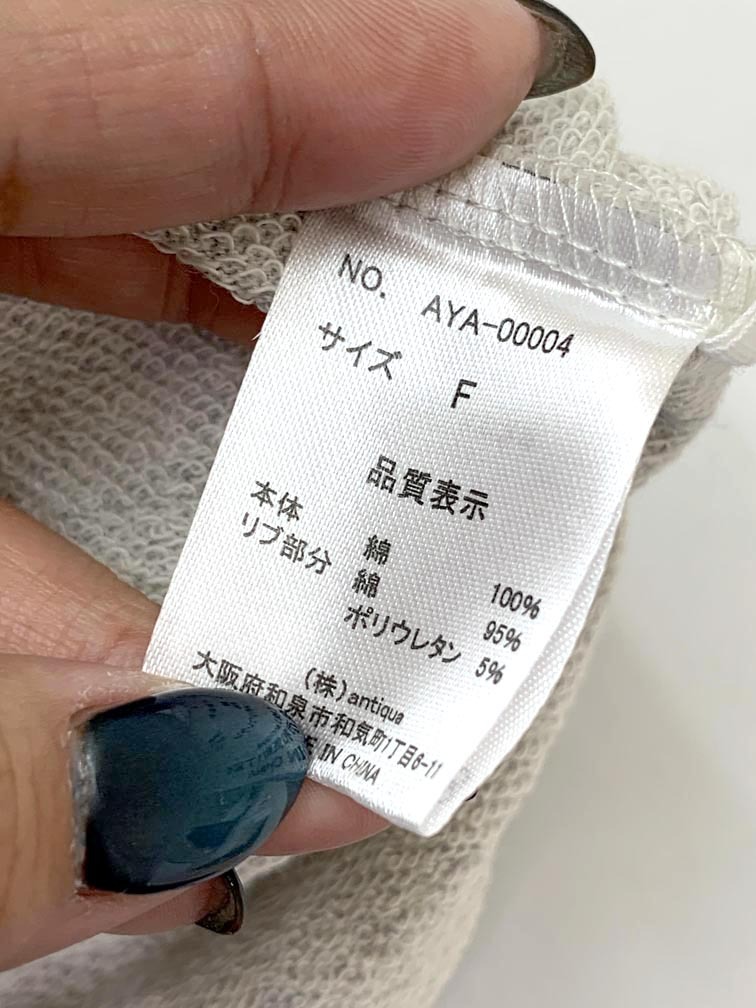 NO. AYA-00004
サイズ F
品質表示
本体 綿 100%
リブ部分 綿 95%
ポリウレタン 5%
(株)antiqua
大阪府和泉市和気町1丁目6-11
IN CHINA